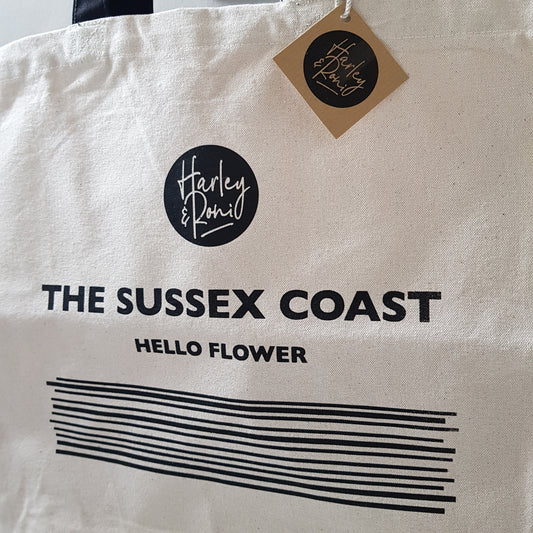 Harley
& Roni
Harley
& Roni
THE SUSSEX COAST
HELLO FLOWER